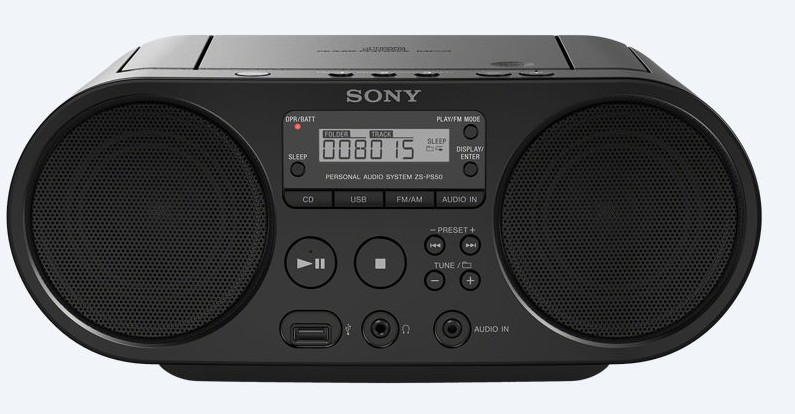 SONY
OPR/BATT
PLAY/FM MODE
FOLDER TRACK
008015
SLEEP
SLEEP
DISPLAY/
ENTER
PERSONAL AUDIO SYSTEM ZS-PS50
CD USB FM/AM AUDIO IN
– PRESET +
TUNE /
– +
AUDIO IN